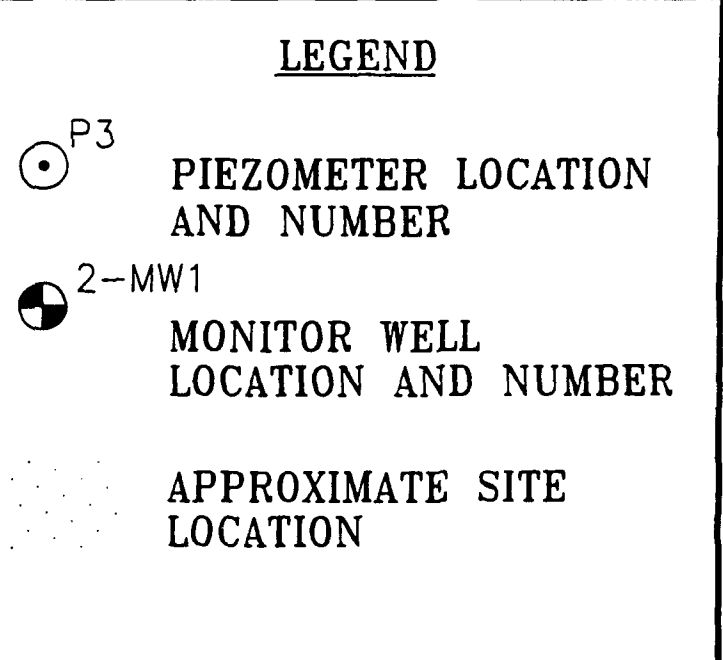 LEGEND
P3
PIEZOMETER LOCATION
AND NUMBER
2-MW1
MONITOR WELL
LOCATION AND NUMBER
APPROXIMATE SITE
LOCATION